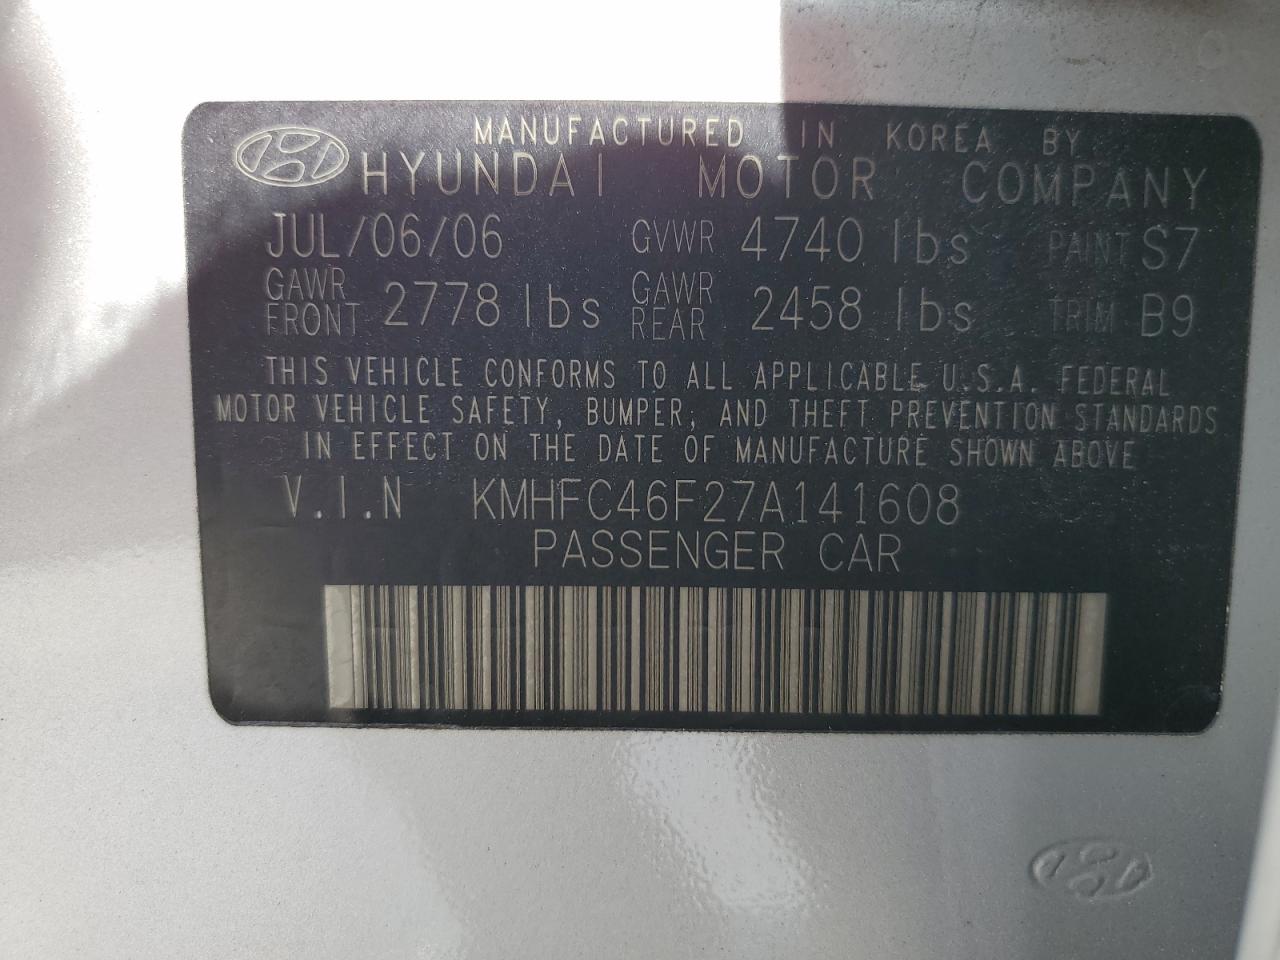 MANUFACTURED IN KOREA BY
HYUNDAI MOTOR COMPANY
JUL/06/06 GVWR 4740 lbs PAINT S7
GAWR FRONT 2778 lbs GAWR REAR 2458 lbs TRIM B9
THIS VEHICLE CONFORMS TO ALL APPLICABLE U.S.A. FEDERAL
MOTOR VEHICLE SAFETY, BUMPER, AND THEFT PREVENTION STANDARDS
IN EFFECT ON THE DATE OF MANUFACTURE SHOWN ABOVE
V.I.N KMHFC46F27A141608
PASSENGER CAR